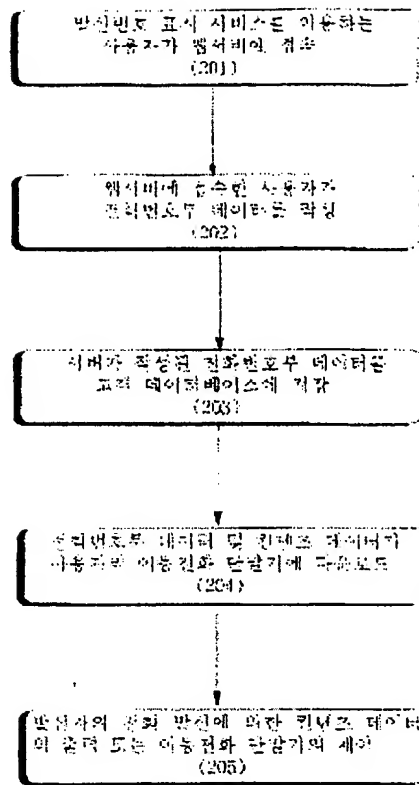 발신번호 표시 서비스를 이용하는
사용자가 웹서버에 접속
(201)
웹서버에 접속한 사용자가
전화번호부 데이터를 작성
(202)
서버가 작성된 전화번호부 데이터를
고객 데이터베이스에 저장
(203)
전화번호부 데이터 및 컨텐츠 데이터가
사용자의 이동전화 단말기에 다운로드
(204)
발신자의 전화 발신에 의한 컨텐츠 데이터
의 출력 또는 이동전화 단말기의 제어
(205)